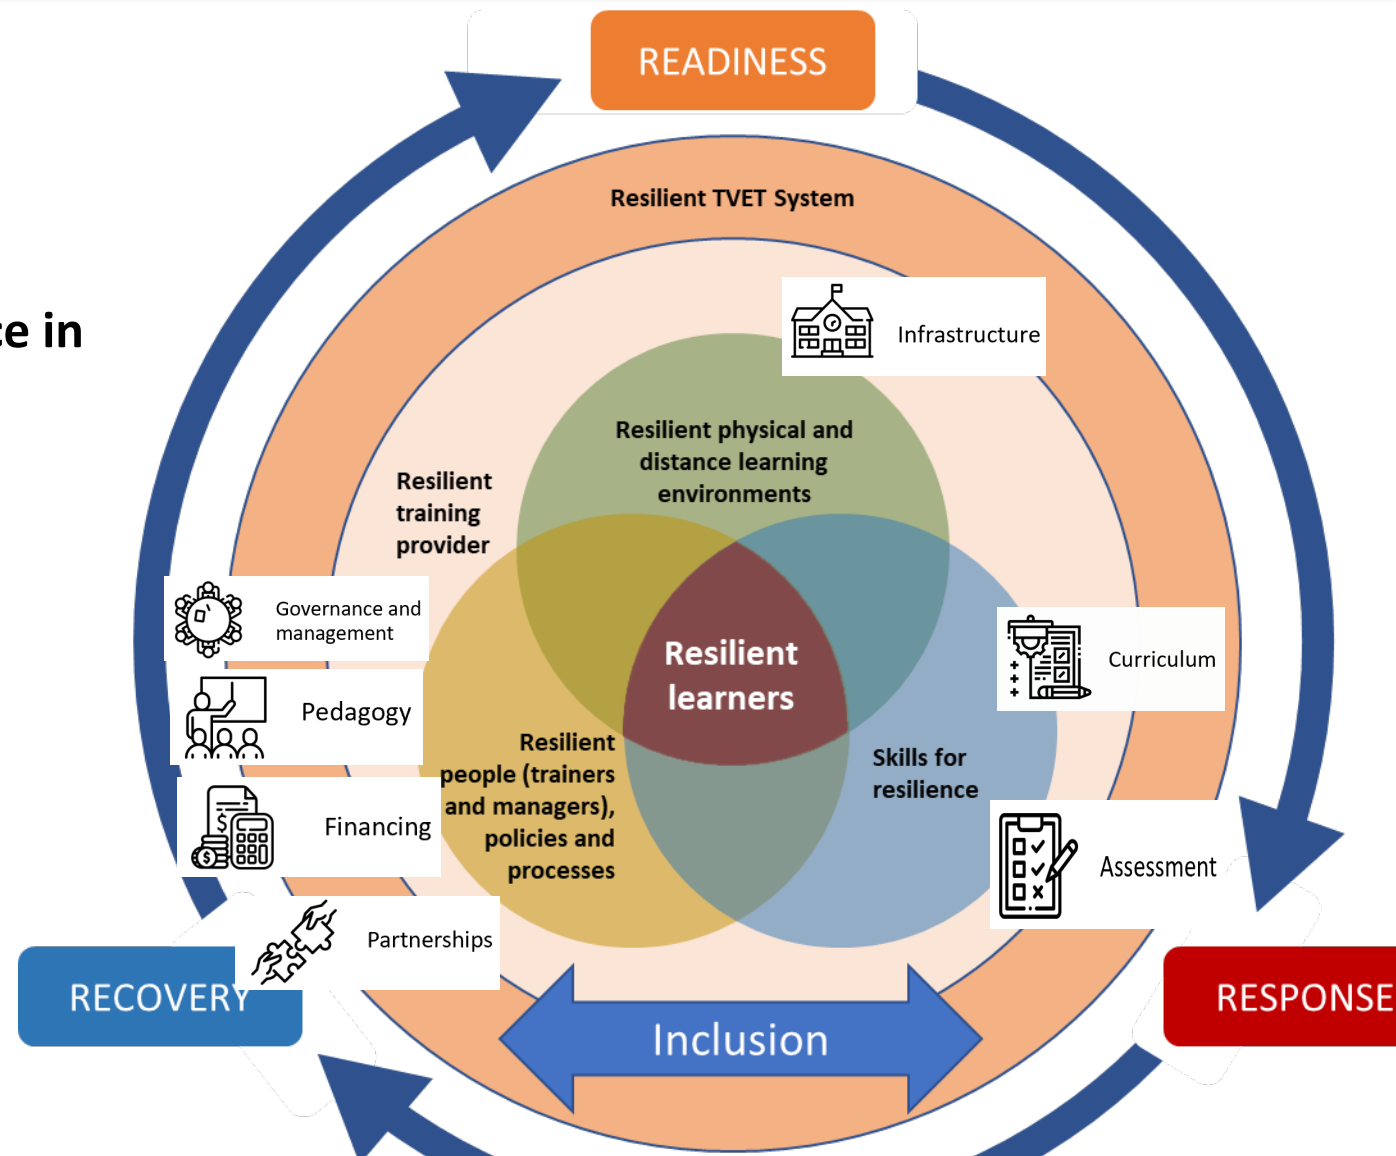 READINESS
Resilient TVET System
ce in
Infrastructure
Resilient physical and
distance learning
environments
Resilient
training
provider
Governance and
management
Pedagogy
Financing
Partnerships
Resilient
learners
Resilient
people (trainers
and managers),
policies and
processes
Skills for
resilience
Curriculum
Assessment
RECOVERY
RESPONSE
Inclusion